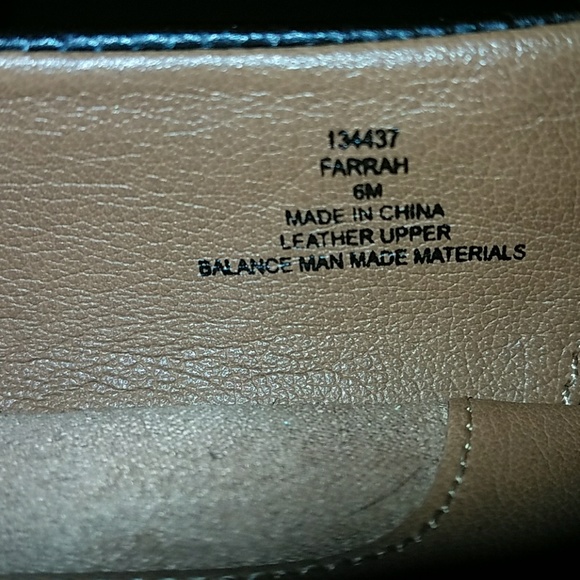 134437
FARRAH
6M
MADE IN CHINA
LEATHER UPPER
BALANCE MAN MADE MATERIALS